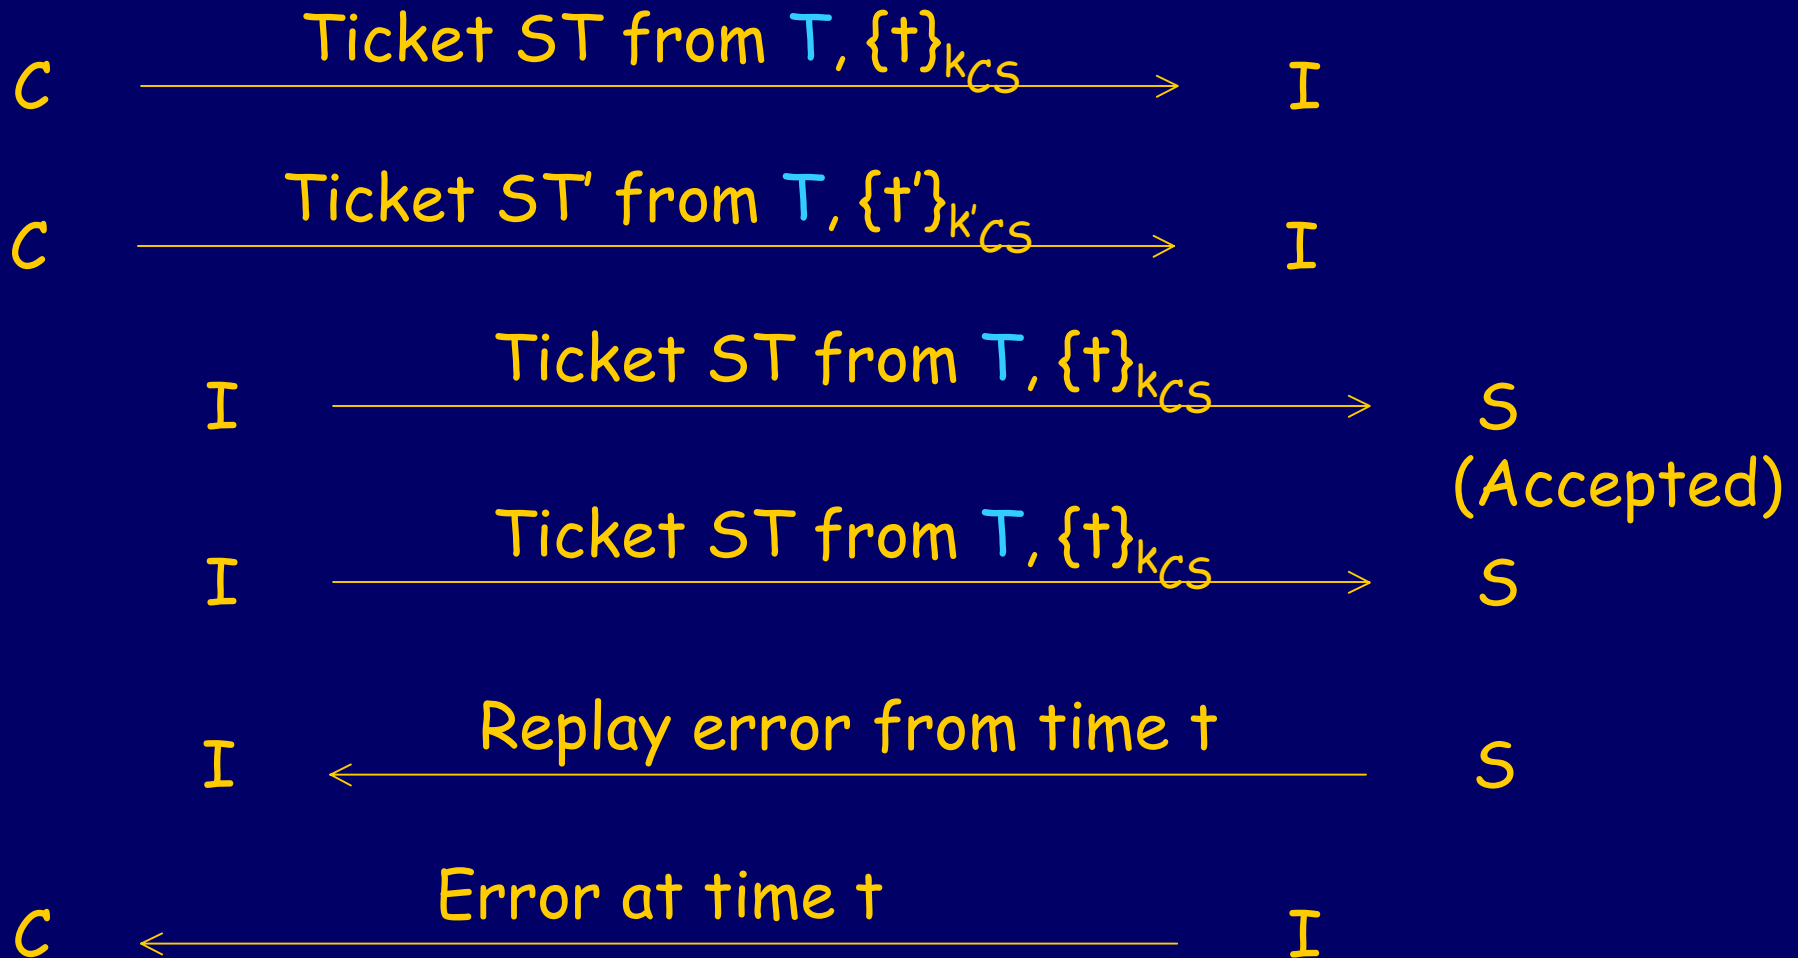 Ticket ST from T, {t}kCS
C I
Ticket ST' from T, {t'}k'CS
C I
Ticket ST from T, {t}kCS
I S
(Accepted)
Ticket ST from T, {t}kCS
I S
Replay error from time t
I S
Error at time t
C I